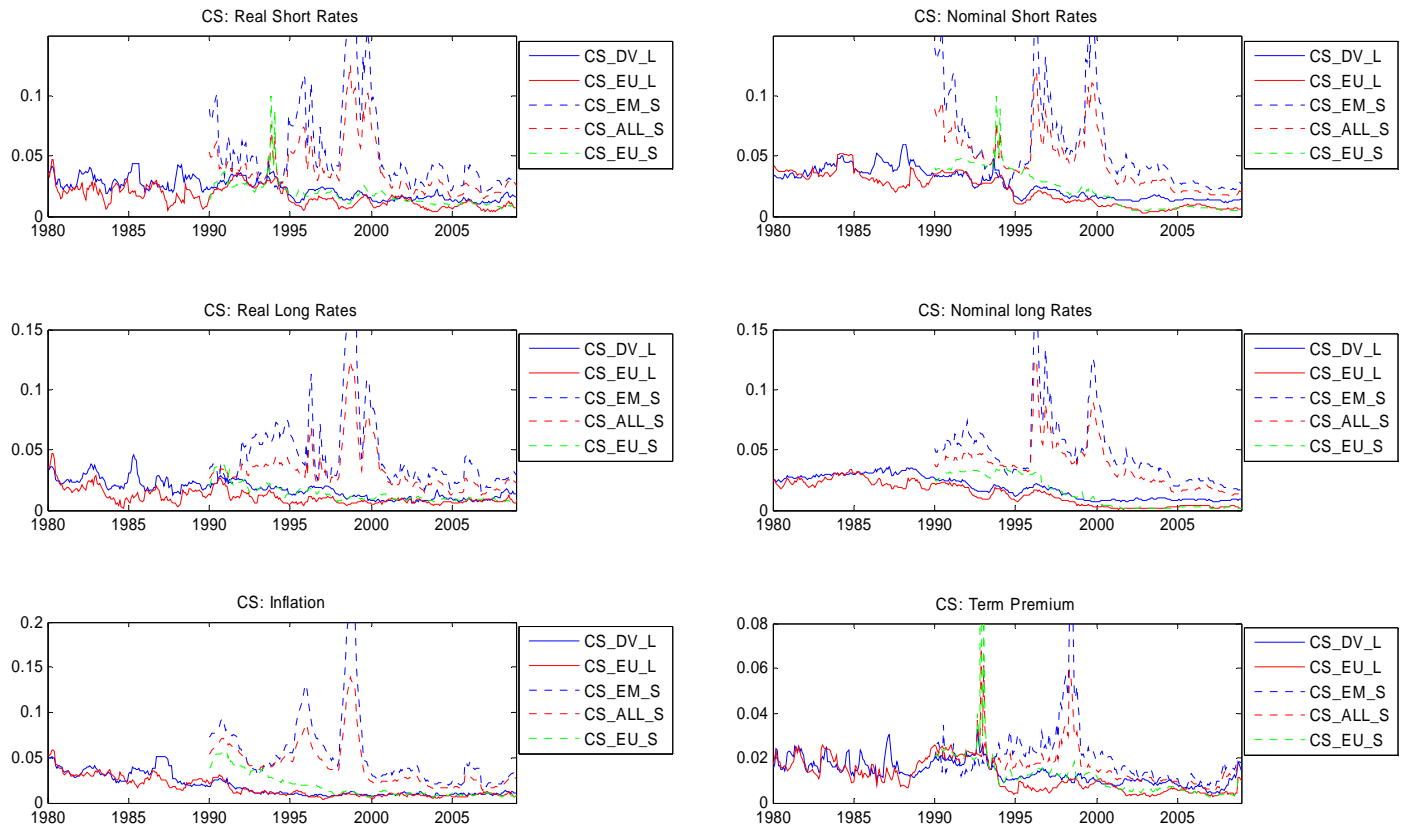 CS: Real Short Rates
0.1
0.05
0
1980 1985 1990 1995 2000 2005
CS_DV_L
CS_EU_L
CS_EM_S
CS_ALL_S
CS_EU_S
CS: Nominal Short Rates
0.1
0.05
0
1980 1985 1990 1995 2000 2005
CS_DV_L
CS_EU_L
CS_EM_S
CS_ALL_S
CS_EU_S
CS: Real Long Rates
0.15
0.1
0.05
0
1980 1985 1990 1995 2000 2005
CS_DV_L
CS_EU_L
CS_EM_S
CS_ALL_S
CS_EU_S
CS: Nominal long Rates
0.15
0.1
0.05
0
1980 1985 1990 1995 2000 2005
CS_DV_L
CS_EU_L
CS_EM_S
CS_ALL_S
CS_EU_S
CS: Inflation
0.2
0.15
0.1
0.05
0
1980 1985 1990 1995 2000 2005
CS_DV_L
CS_EU_L
CS_EM_S
CS_ALL_S
CS_EU_S
CS: Term Premium
0.08
0.06
0.04
0.02
0
1980 1985 1990 1995 2000 2005
CS_DV_L
CS_EU_L
CS_EM_S
CS_ALL_S
CS_EU_S